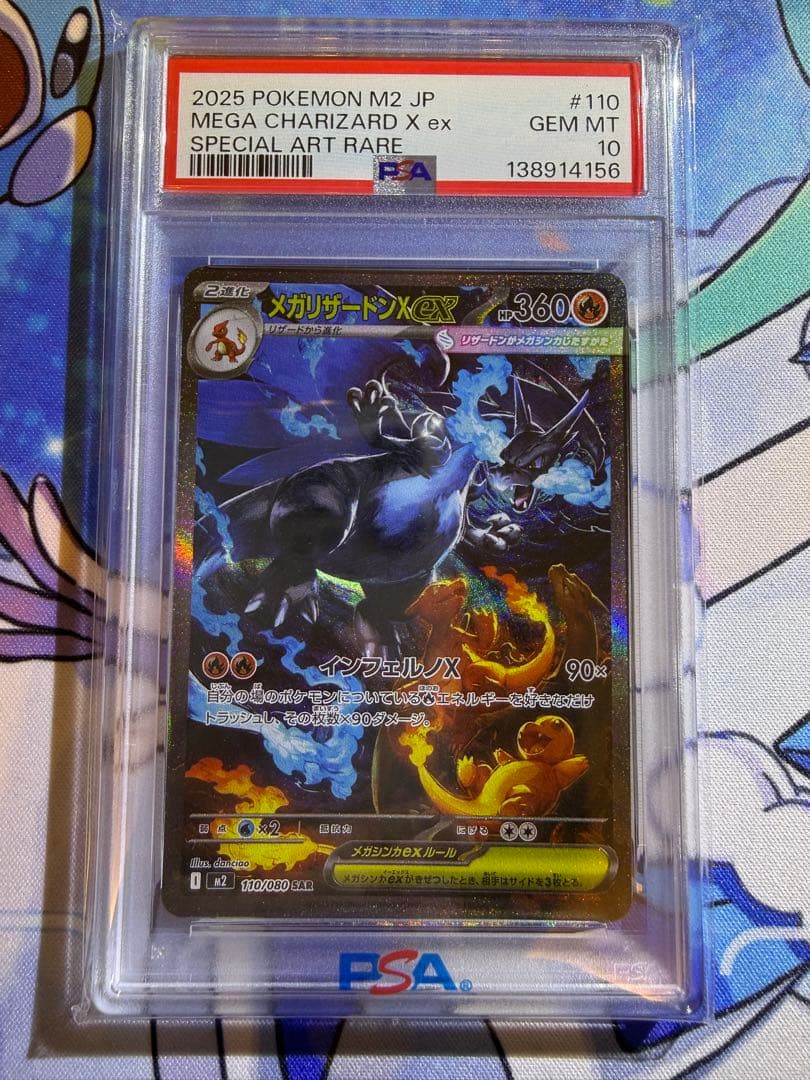 2025 POKEMON M2 JP #110
MEGA CHARIZARD X ex GEM MT
SPECIAL ART RARE 10
PSA 138914156
2進化 メガリザードンXex HP360
リザードから進化
リザードンがメガシンカしたすがた
インフェルノX 90×
自分の場のポケモンについているエネルギーを好きなだけ
トラッシュし、その枚数×90ダメージ。
弱点 ×2 抵抗力 にげる
メガシンカexルール
メガシンカexがきぜつしたとき、相手はサイドを3枚とる。
Illus. danciao
I M2 110/080 SAR
PSA